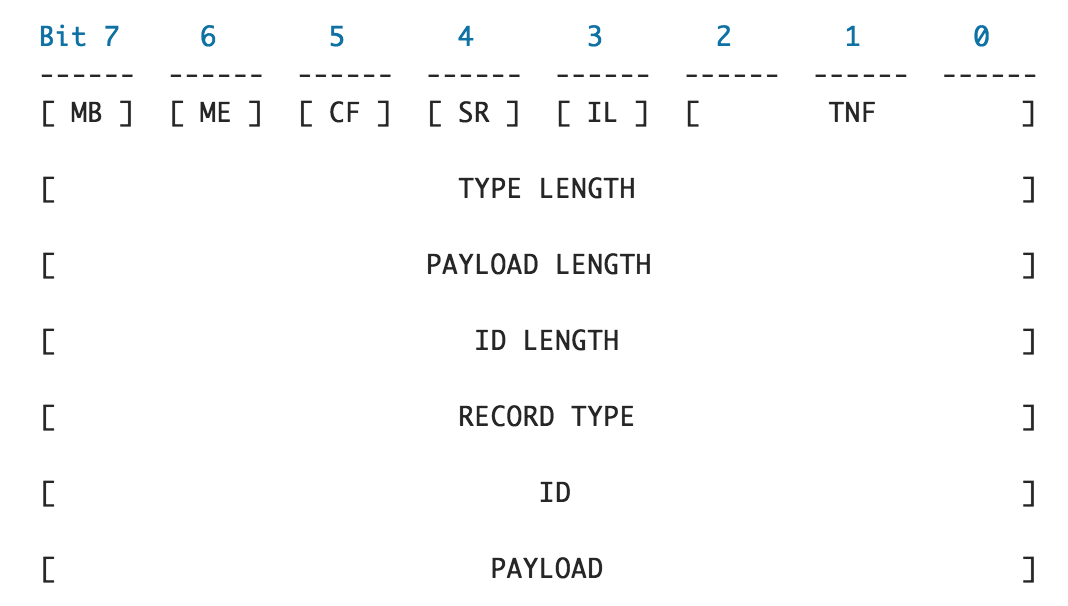 Bit 7 6 5 4 3 2 1 0
------ ------ ------ ------ ------ ------ ------ ------
[ MB ] [ ME ] [ CF ] [ SR ] [ IL ] [ TNF ]
[ TYPE LENGTH ]
[ PAYLOAD LENGTH ]
[ ID LENGTH ]
[ RECORD TYPE ]
[ ID ]
[ PAYLOAD ]